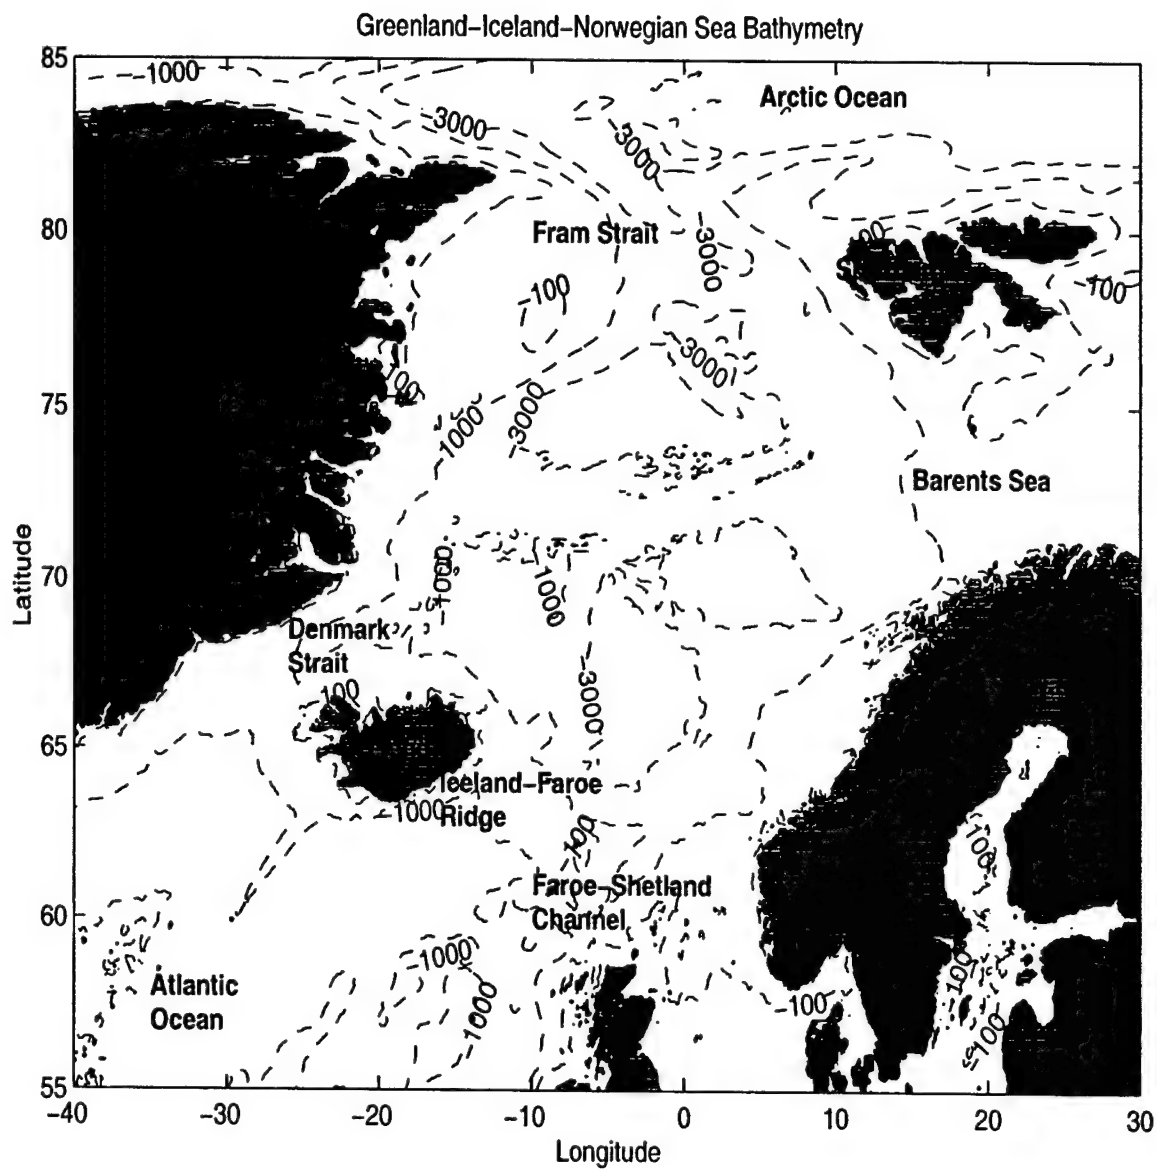 Greenland–Iceland–Norwegian Sea Bathymetry
85
-1000
Arctic Ocean
-3000
-3000
80
Fram Strait
-3000
00
-100
-100
-3000
-100
75
-3000
-1000
Barents Sea
Latitude
70
1000
1000
Denmark
Strait
100
-3000
65
Iceland–Faroe
Ridge
-1000
-100
100
Faroe–Shetland
Channel
60
-1000
100
Atlantic
Ocean
1000
-100
-100
55
-40
-30
-20
-10
0
10
20
30
Longitude